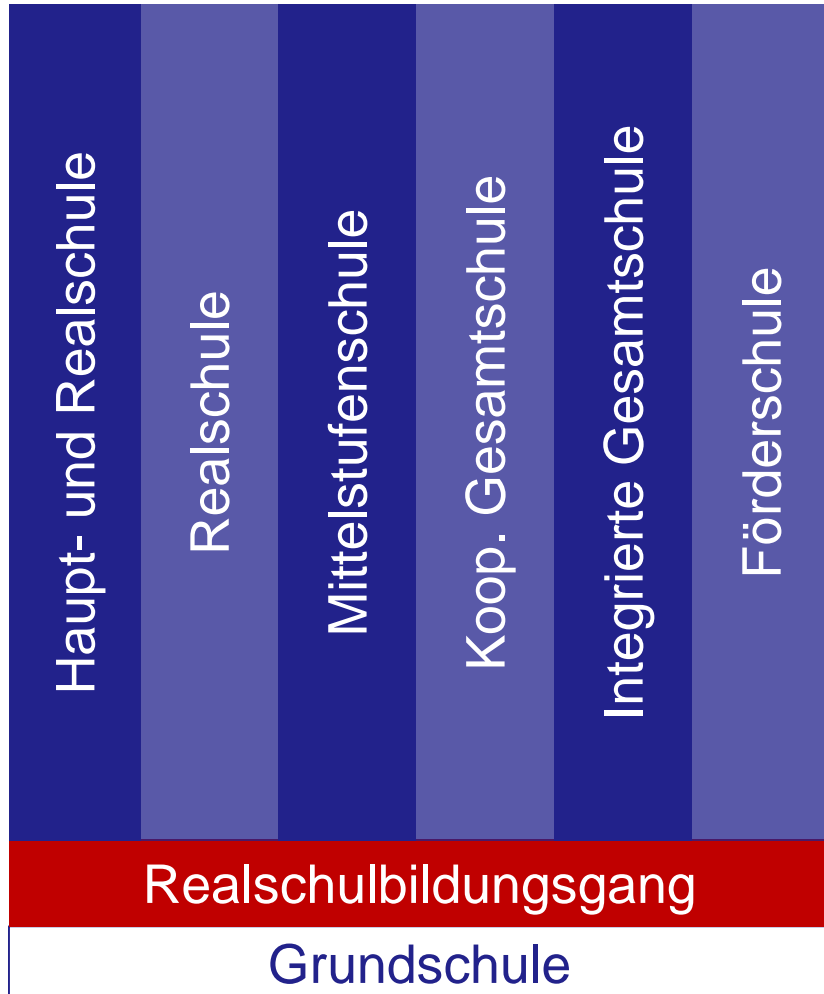 Haupt- und Realschule
Realschule
Mittelstufenschule
Koop. Gesamtschule
Integrierte Gesamtschule
Förderschule
Realschulbildungsgang
Grundschule